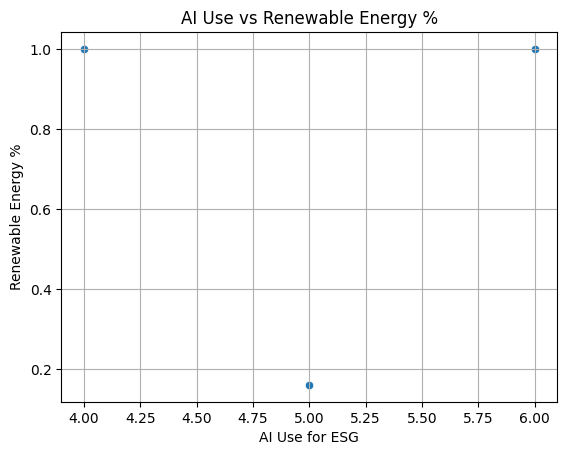 AI Use vs Renewable Energy %
1.0
0.8
0.6
0.4
0.2
Renewable Energy %
4.00 4.25 4.50 4.75 5.00 5.25 5.50 5.75 6.00
AI Use for ESG